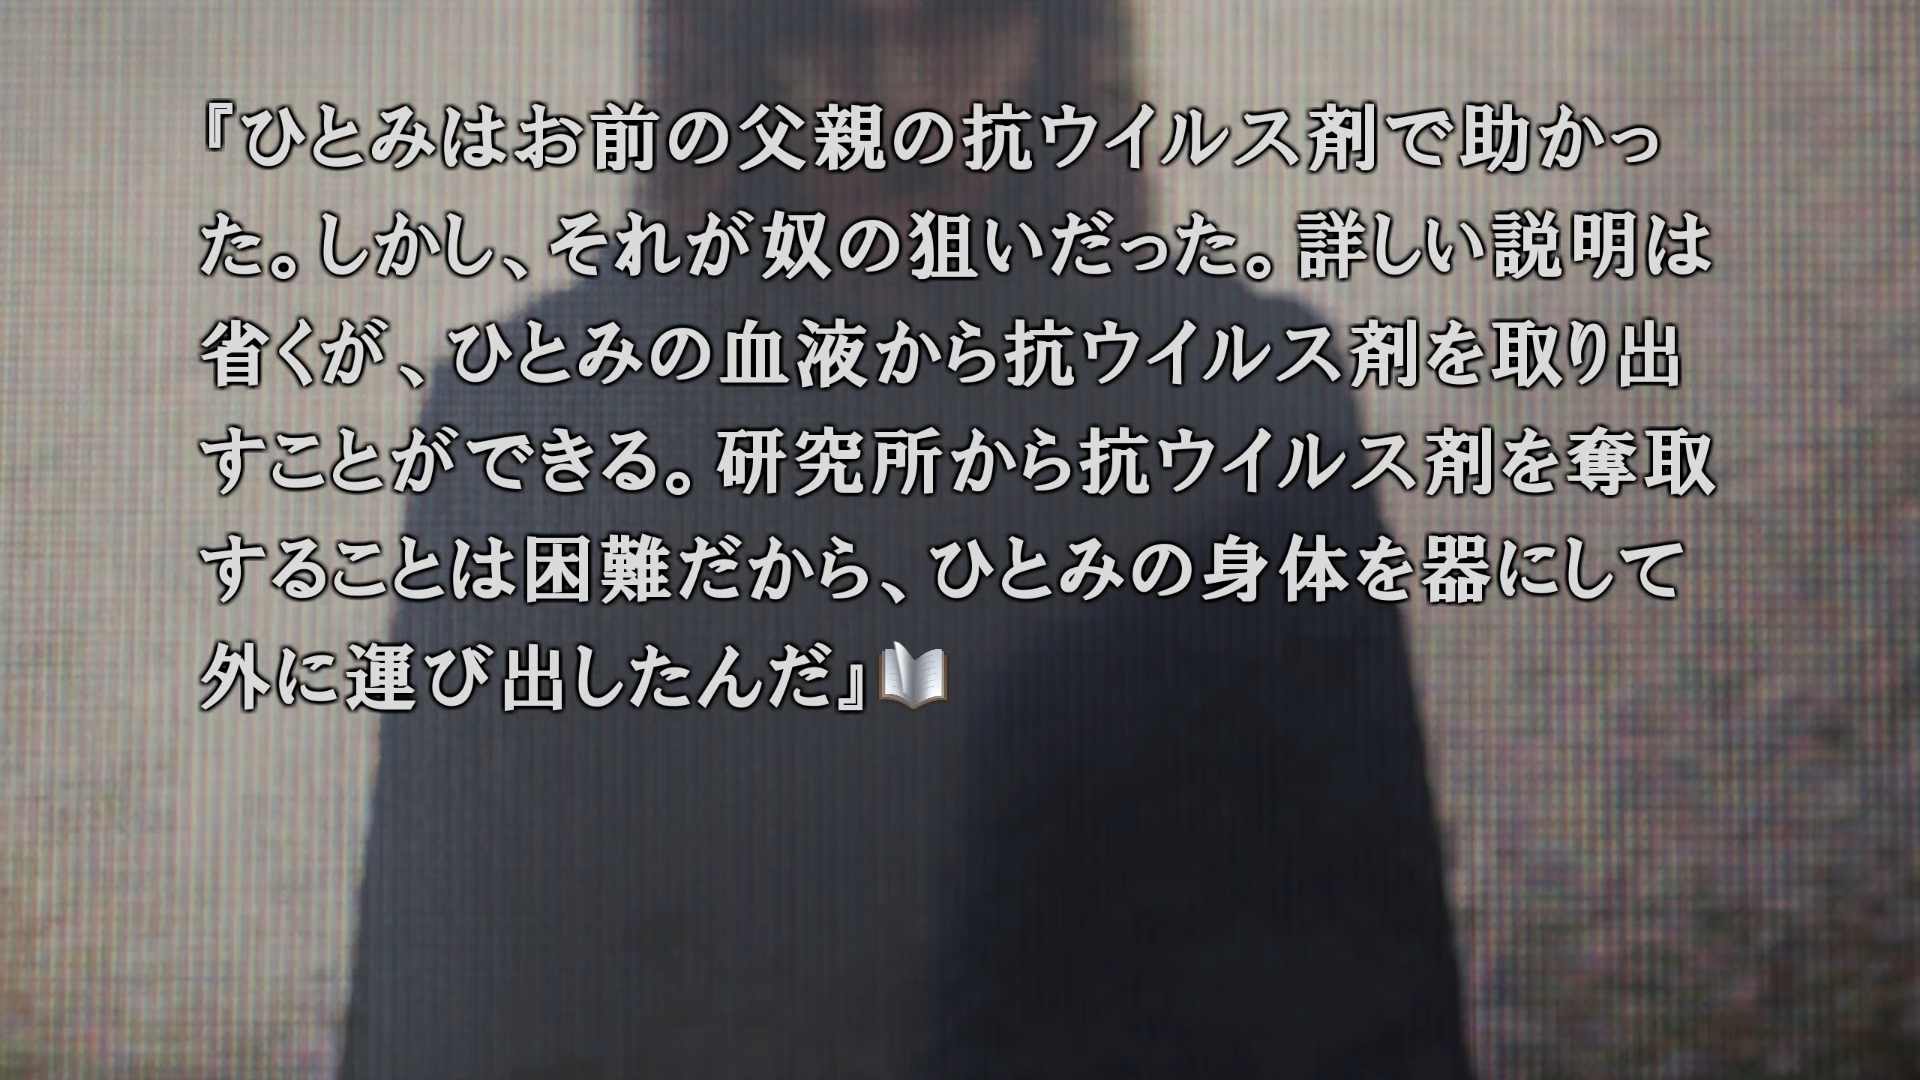 『ひとみはお前の父親の抗ウイルス剤で助かっ
た。しかし、それが奴の狙いだった。詳しい説明は
省くが、ひとみの血液から抗ウイルス剤を取り出
すことができる。研究所から抗ウイルス剤を奪取
することは困難だから、ひとみの身体を器にして
外に運び出したんだ』